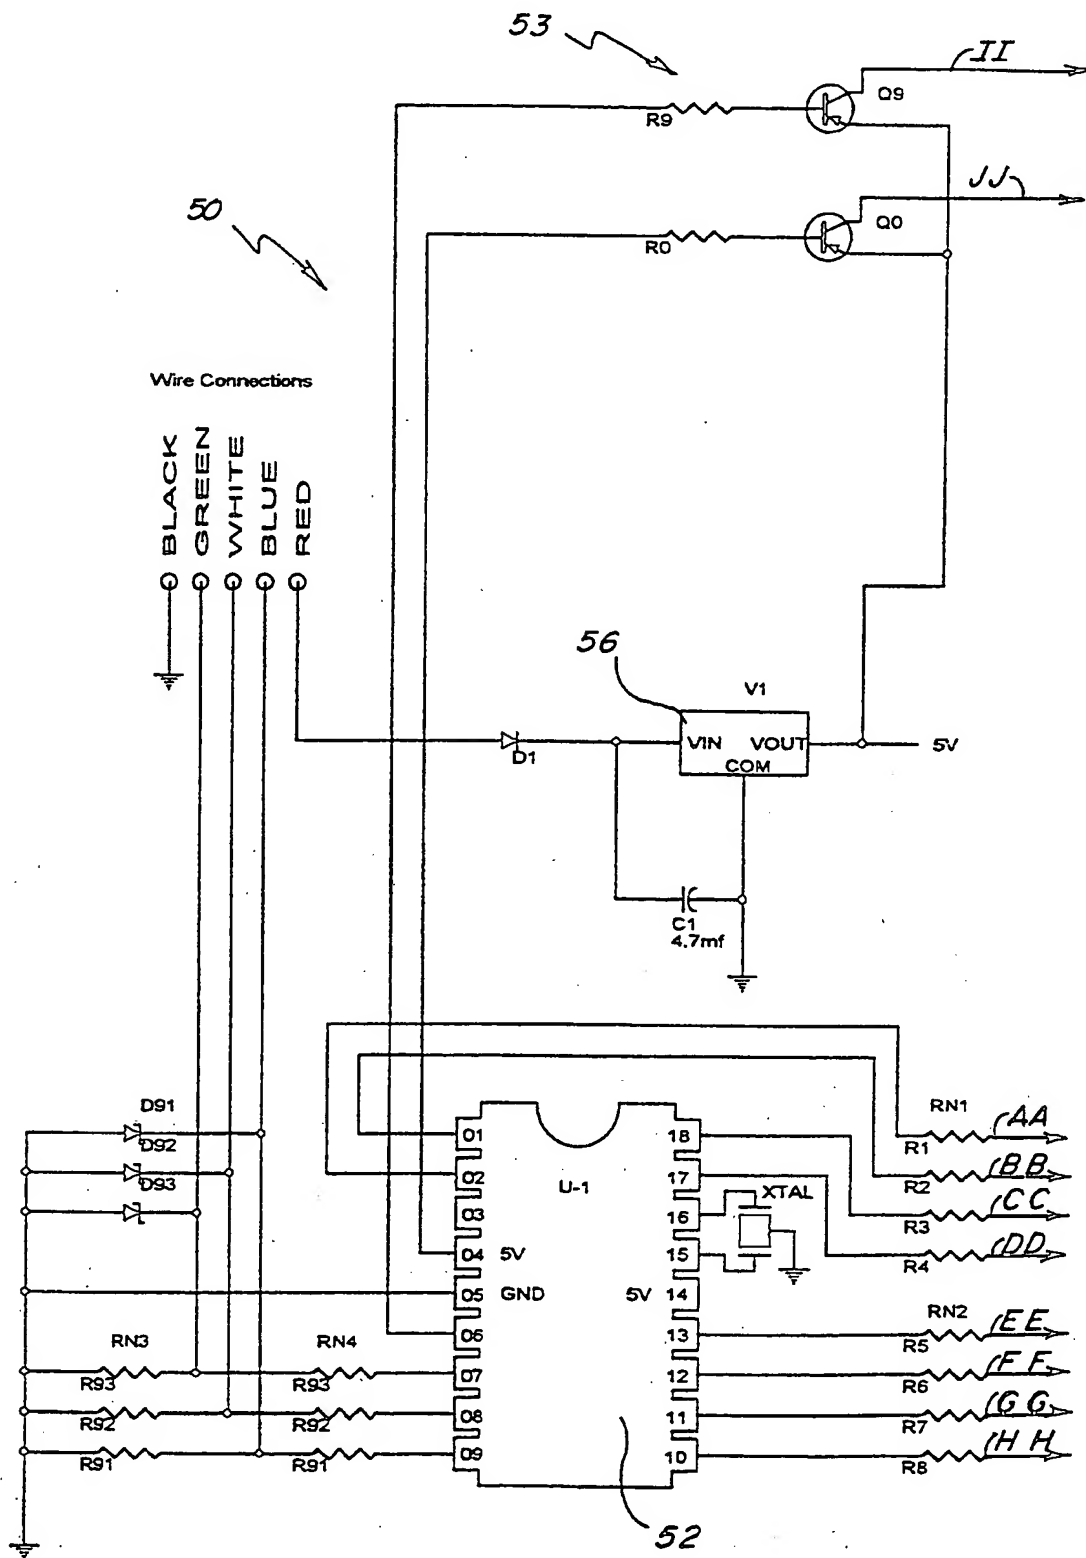 53
II
Q9
R9
JJ
50
Q0
R0
Wire Connections
BLACK
GREEN
WHITE
BLUE
RED
56
V1
VIN
VOUT
5V
D1
COM
C1
4.7mf
D91
D92
D93
RN1
AA
01
18
R1
BB
02
17
R2
U-1
XTAL
CC
03
16
R3
DD
04
5V
15
R4
05
GND
5V
14
RN2
EE
06
13
R5
RN3
RN4
FF
R93
R93
07
12
R6
GG
R92
R92
08
11
R7
HH
R91
R91
09
10
R8
52